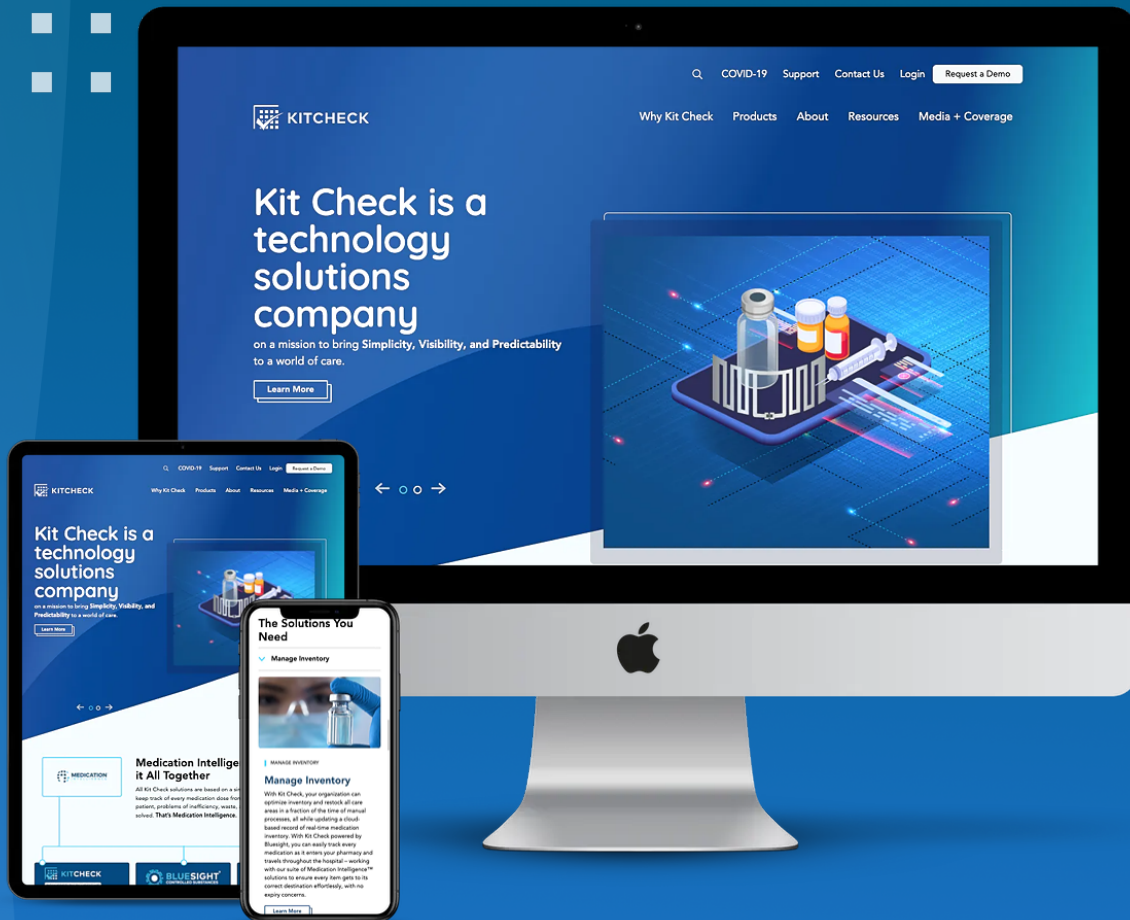 COVID-19 Support Contact Us Login Request a Demo
KITCHECK
Why Kit Check Products About Resources Media + Coverage
Kit Check is a
technology
solutions
company
on a mission to bring Simplicity, Visibility, and Predictability
to a world of care.
Learn More
COVID-19 Support Contact Us Login Request a Demo
KITCHECK
Why Kit Check Products About Resources Media + Coverage
Kit Check is a
technology
solutions
company
on a mission to bring Simplicity, Visibility, and
Predictability to a world of care.
Learn More
MEDICATION
Medication Intellige
it All Together
All Kit Check solutions are based on a si
keep track of every medication dose from
patient, problems of inefficiency, waste,
solved. That's Medication Intelligence.
KITCHECK
BLUESIGHT
CONTROLLED SUBSTANCES
The Solutions You
Need
Manage Inventory
MANAGE INVENTORY
Manage Inventory
With Kit Check, your organization can
optimize inventory and restock all care
areas in a fraction of the time of manual
processes, all while updating a cloud-
based record of real-time medication
inventory. With Kit Check powered by
Bluesight, you can easily track every
medication as it enters your pharmacy and
travels throughout the hospital – working
with our suite of Medication Intelligence™
solutions to ensure every item gets to its
correct destination effortlessly, with no
expiry concerns.
Learn More